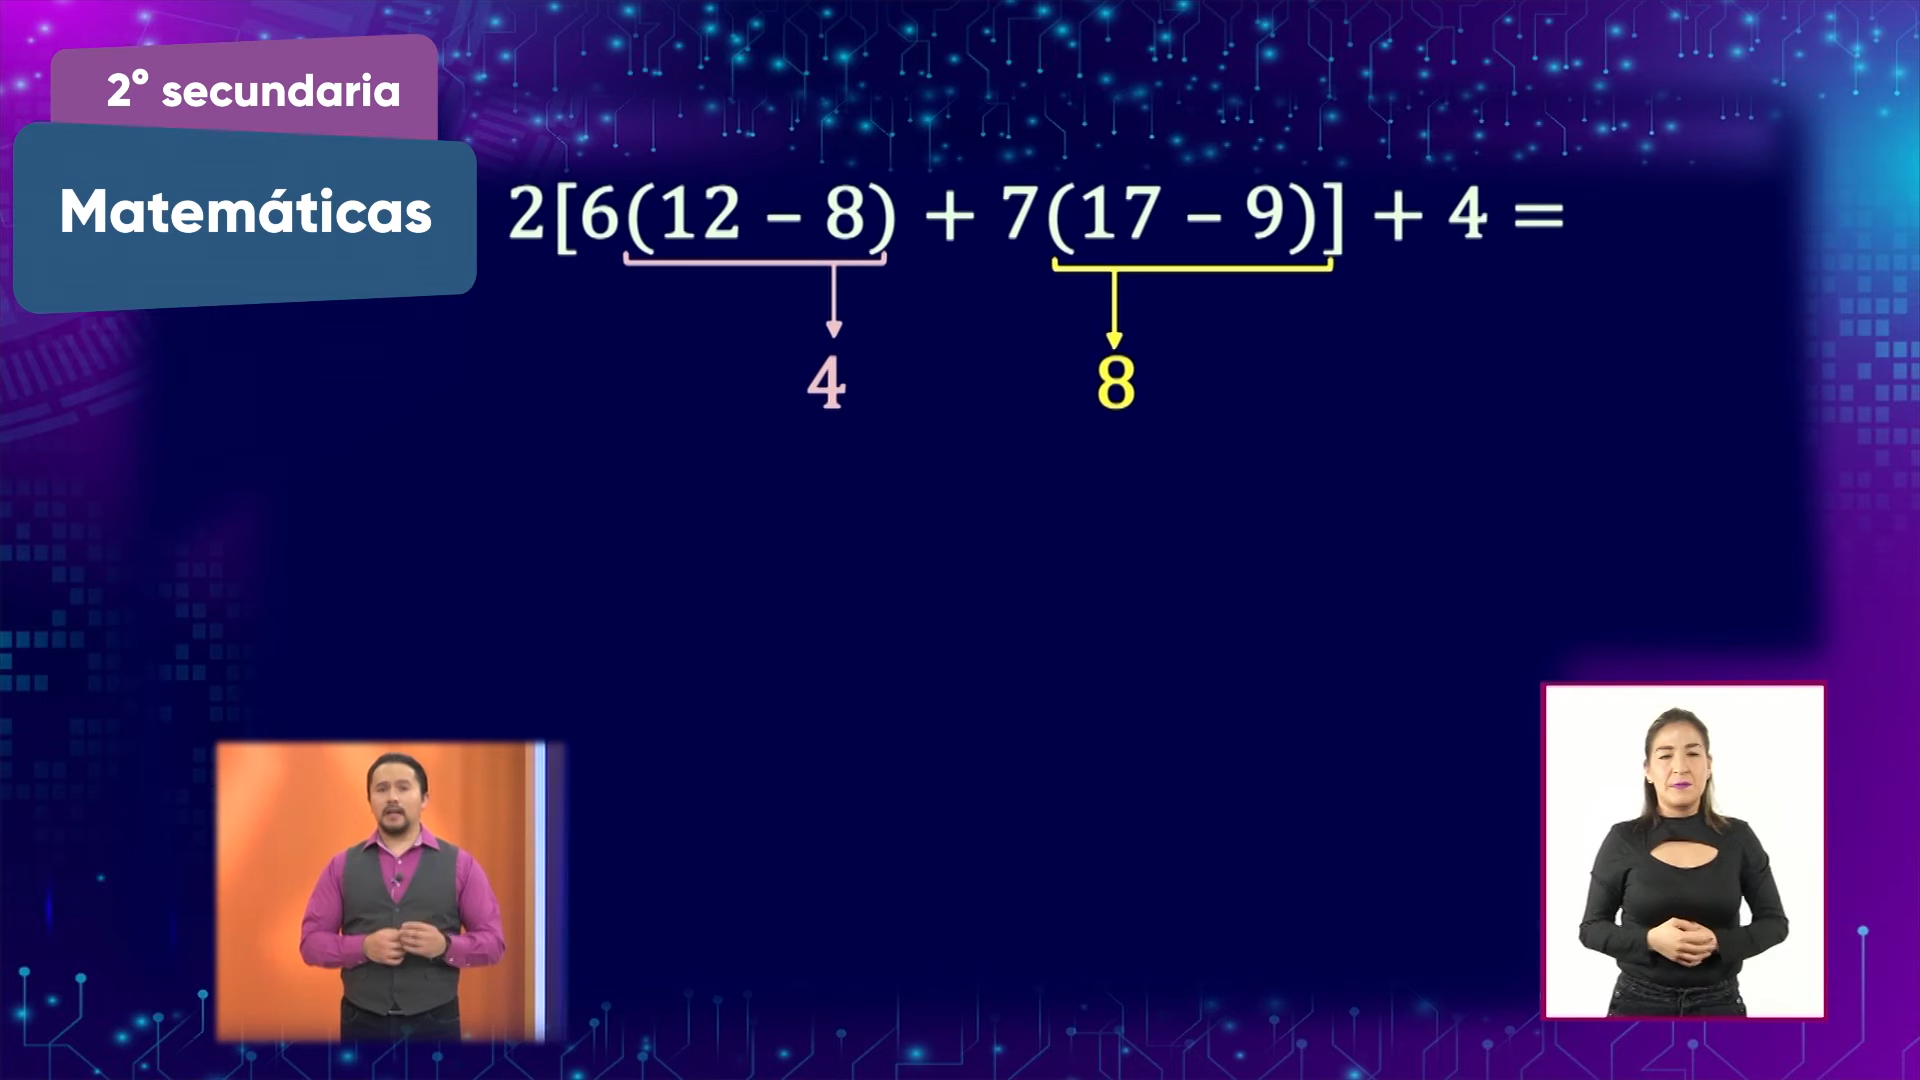 2° secundaria
Matemáticas
2[6(12 – 8) + 7(17 – 9)] + 4 =
4 8